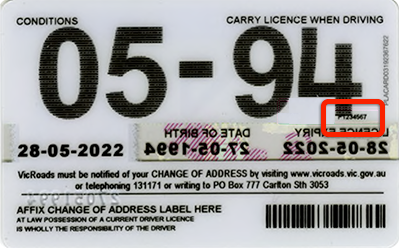 CONDITIONS CARRY LICENCE WHEN DRIVING
05-94
PLACARD03192367622
P1234567
LICENCE EXPIRY DATE OF BIRTH
28-05-2022 28-05-2022 27-05-1994
VicRoads must be notified of your CHANGE OF ADDRESS by visiting www.vicroads.vic.gov.au
or telephoning 131171 or writing to PO Box 777 Carlton Sth 3053
27051994
AFFIX CHANGE OF ADDRESS LABEL HERE
AT LAW POSSESSION OF A CURRENT DRIVER LICENCE
IS WHOLLY THE RESPONSIBILITY OF THE DRIVER